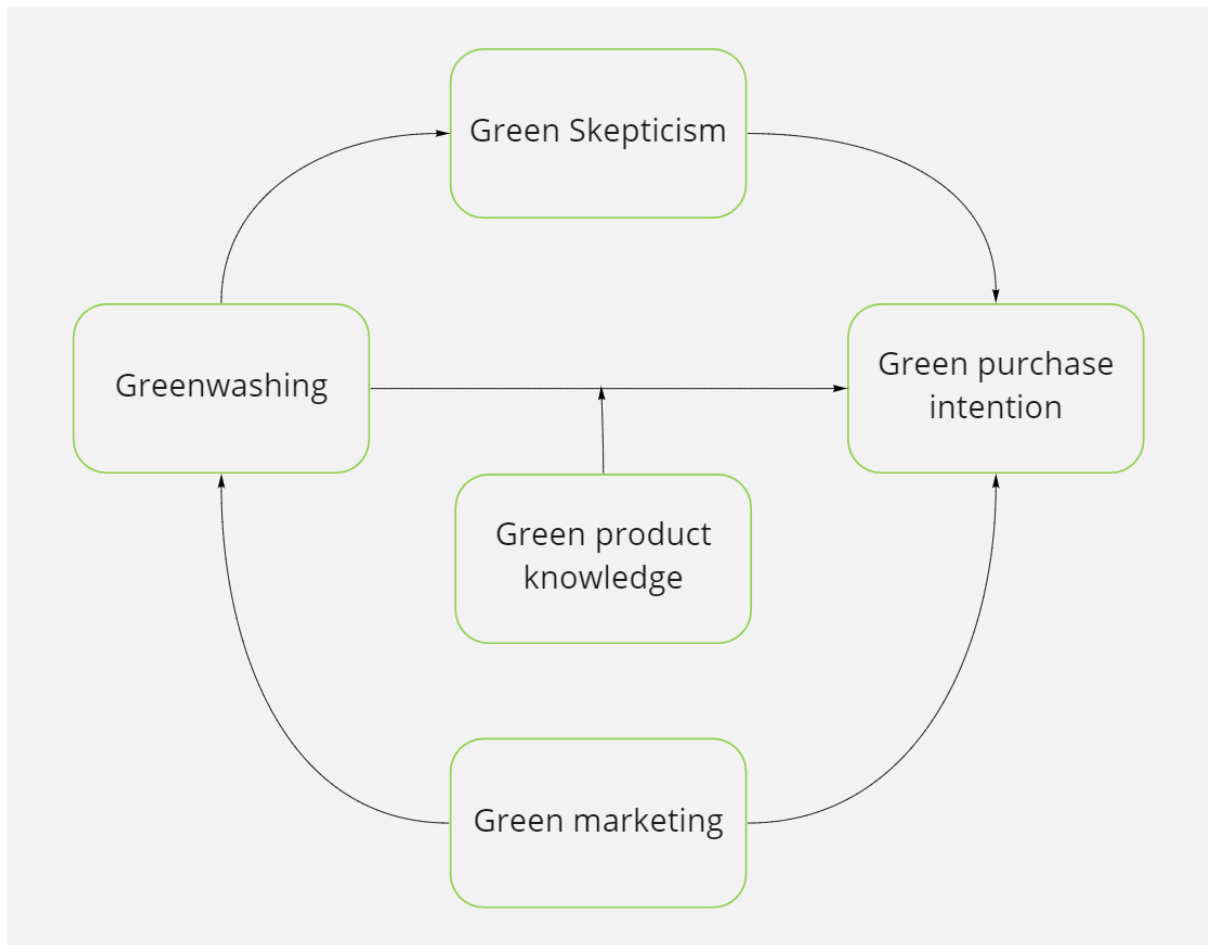 Green Skepticism
Greenwashing
Green purchase
intention
Green product
knowledge
Green marketing